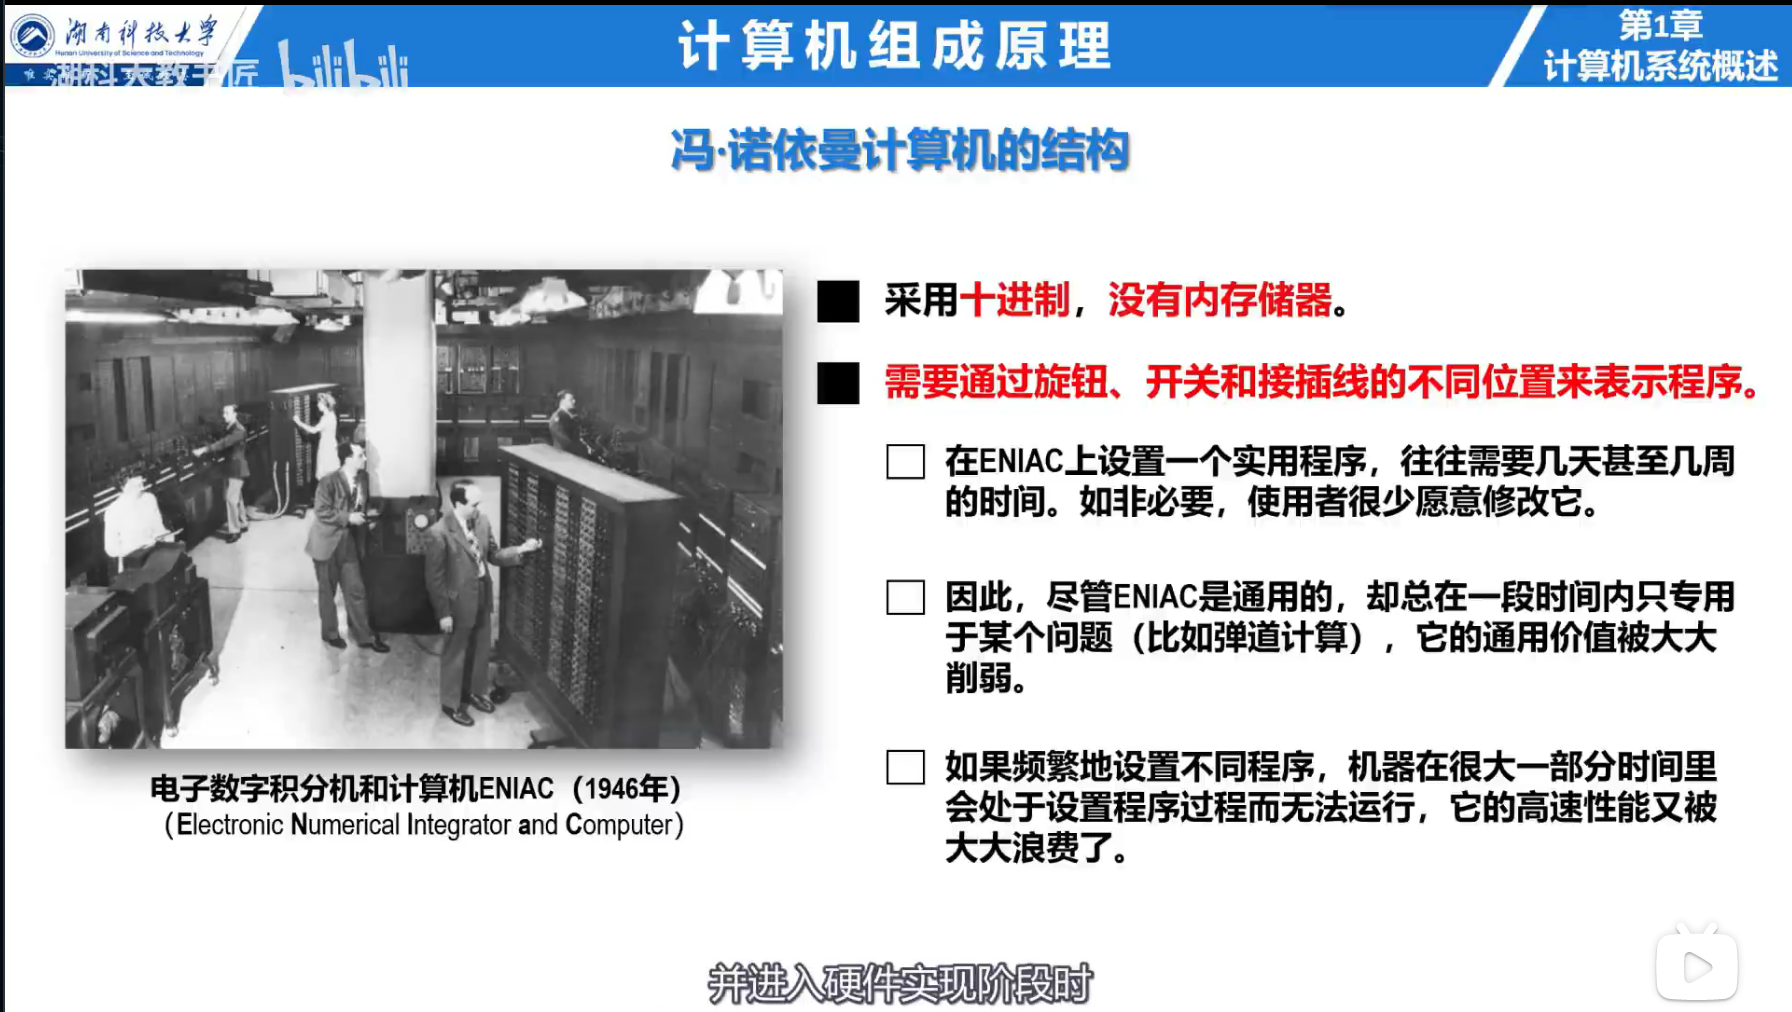 湖南科技大学
Hunan University of Science and Technology
湖科大教书匠
bilibili
计算机组成原理
第1章
计算机系统概述
冯·诺依曼计算机的结构
采用十进制，没有内存储器。
需要通过旋钮、开关和接插线的不同位置来表示程序。
在ENIAC上设置一个实用程序，往往需要几天甚至几周
的时间。如非必要，使用者很少愿意修改它。
因此，尽管ENIAC是通用的，却总在一段时间内只专用
于某个问题（比如弹道计算），它的通用价值被大大
削弱。
如果频繁地设置不同程序，机器在很大一部分时间里
会处于设置程序过程而无法运行，它的高速性能又被
大大浪费了。
电子数字积分机和计算机ENIAC（1946年）
（Electronic Numerical Integrator and Computer）
并进入硬件实现阶段时